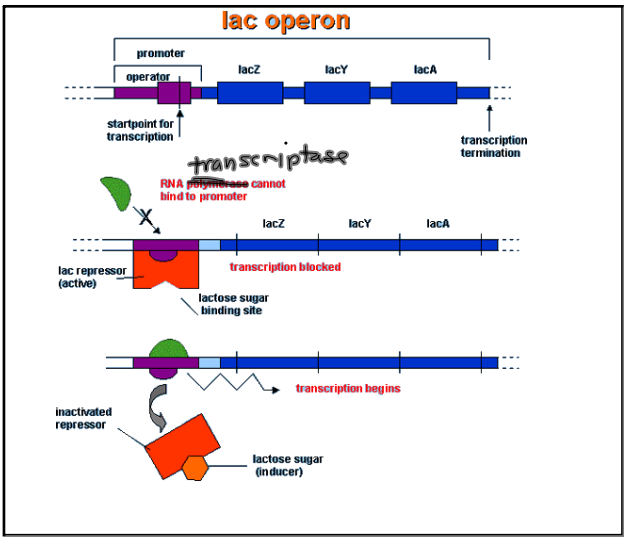 lac operon
promoter
operator
lacZ lacY lacA
startpoint for
transcription
transcription
termination
transcriptase
RNA polymerase cannot
bind to promoter
X
lacZ lacY lacA
lac repressor
(active)
transcription blocked
lactose sugar
binding site
transcription begins
inactivated
repressor
lactose sugar
(inducer)